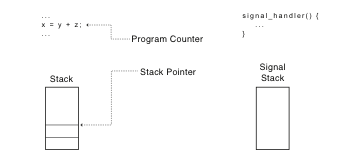 ...
x = y + z;
...
Program Counter
Stack Pointer
Stack
signal_handler() {
...
}
Signal
Stack